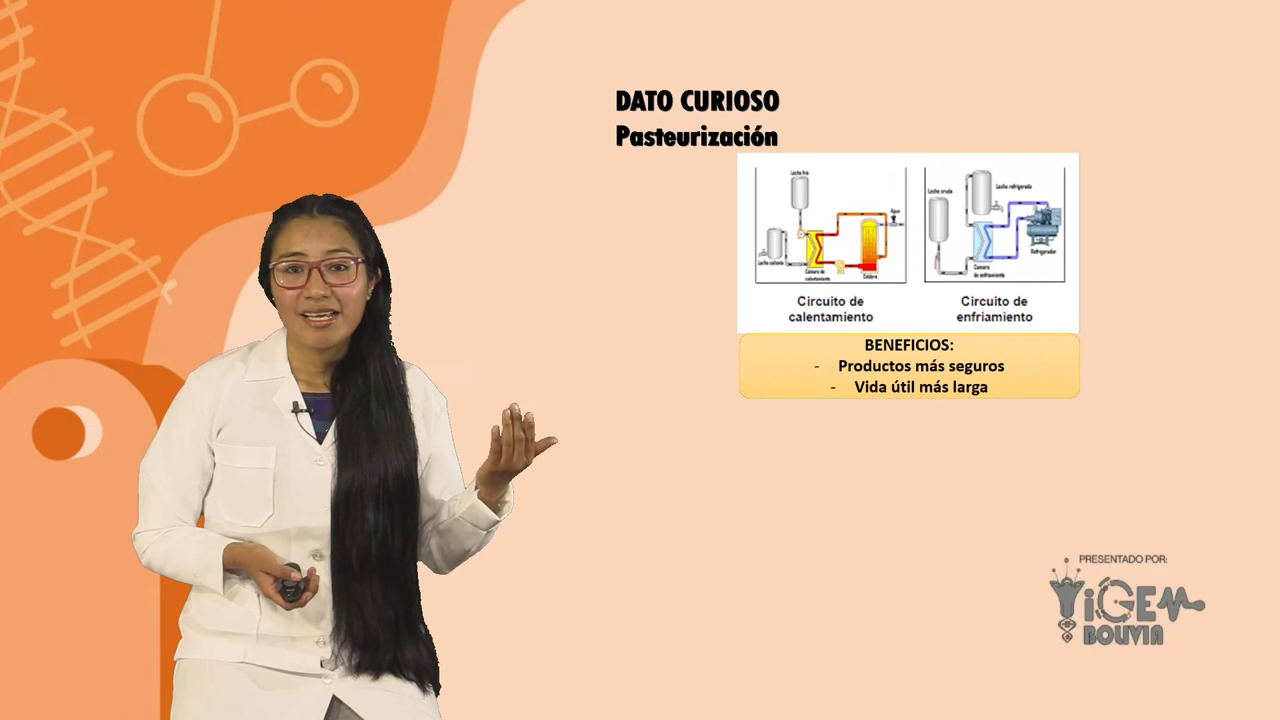 DATO CURIOSO
Pasteurización
Leche fría
Leche caliente
Cámara de
calentamiento
Agua
Caldera
Leche cruda
Leche refrigerada
Cámara
de enfriamiento
Refrigerador
Circuito de
calentamiento
Circuito de
enfriamiento
BENEFICIOS:
- Productos más seguros
- Vida útil más larga
PRESENTADO POR:
iGEM
BOLIVIA